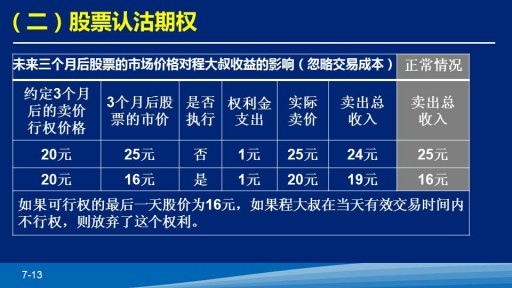 （二）股票认沽期权
未来三个月后股票的市场价格对程大叔收益的影响（忽略交易成本） 正常情况
约定3个月后的卖价行权价格 3个月后股票的市价 是否执行 权利金支出 实际卖价 卖出总收入 卖出总收入
20元 25元 否 1元 25元 24元 25元
20元 16元 是 1元 20元 19元 16元
如果可行权的最后一天股价为16元，如果程大叔在当天有效交易时间内
不行权，则放弃了这个权利。
7-13